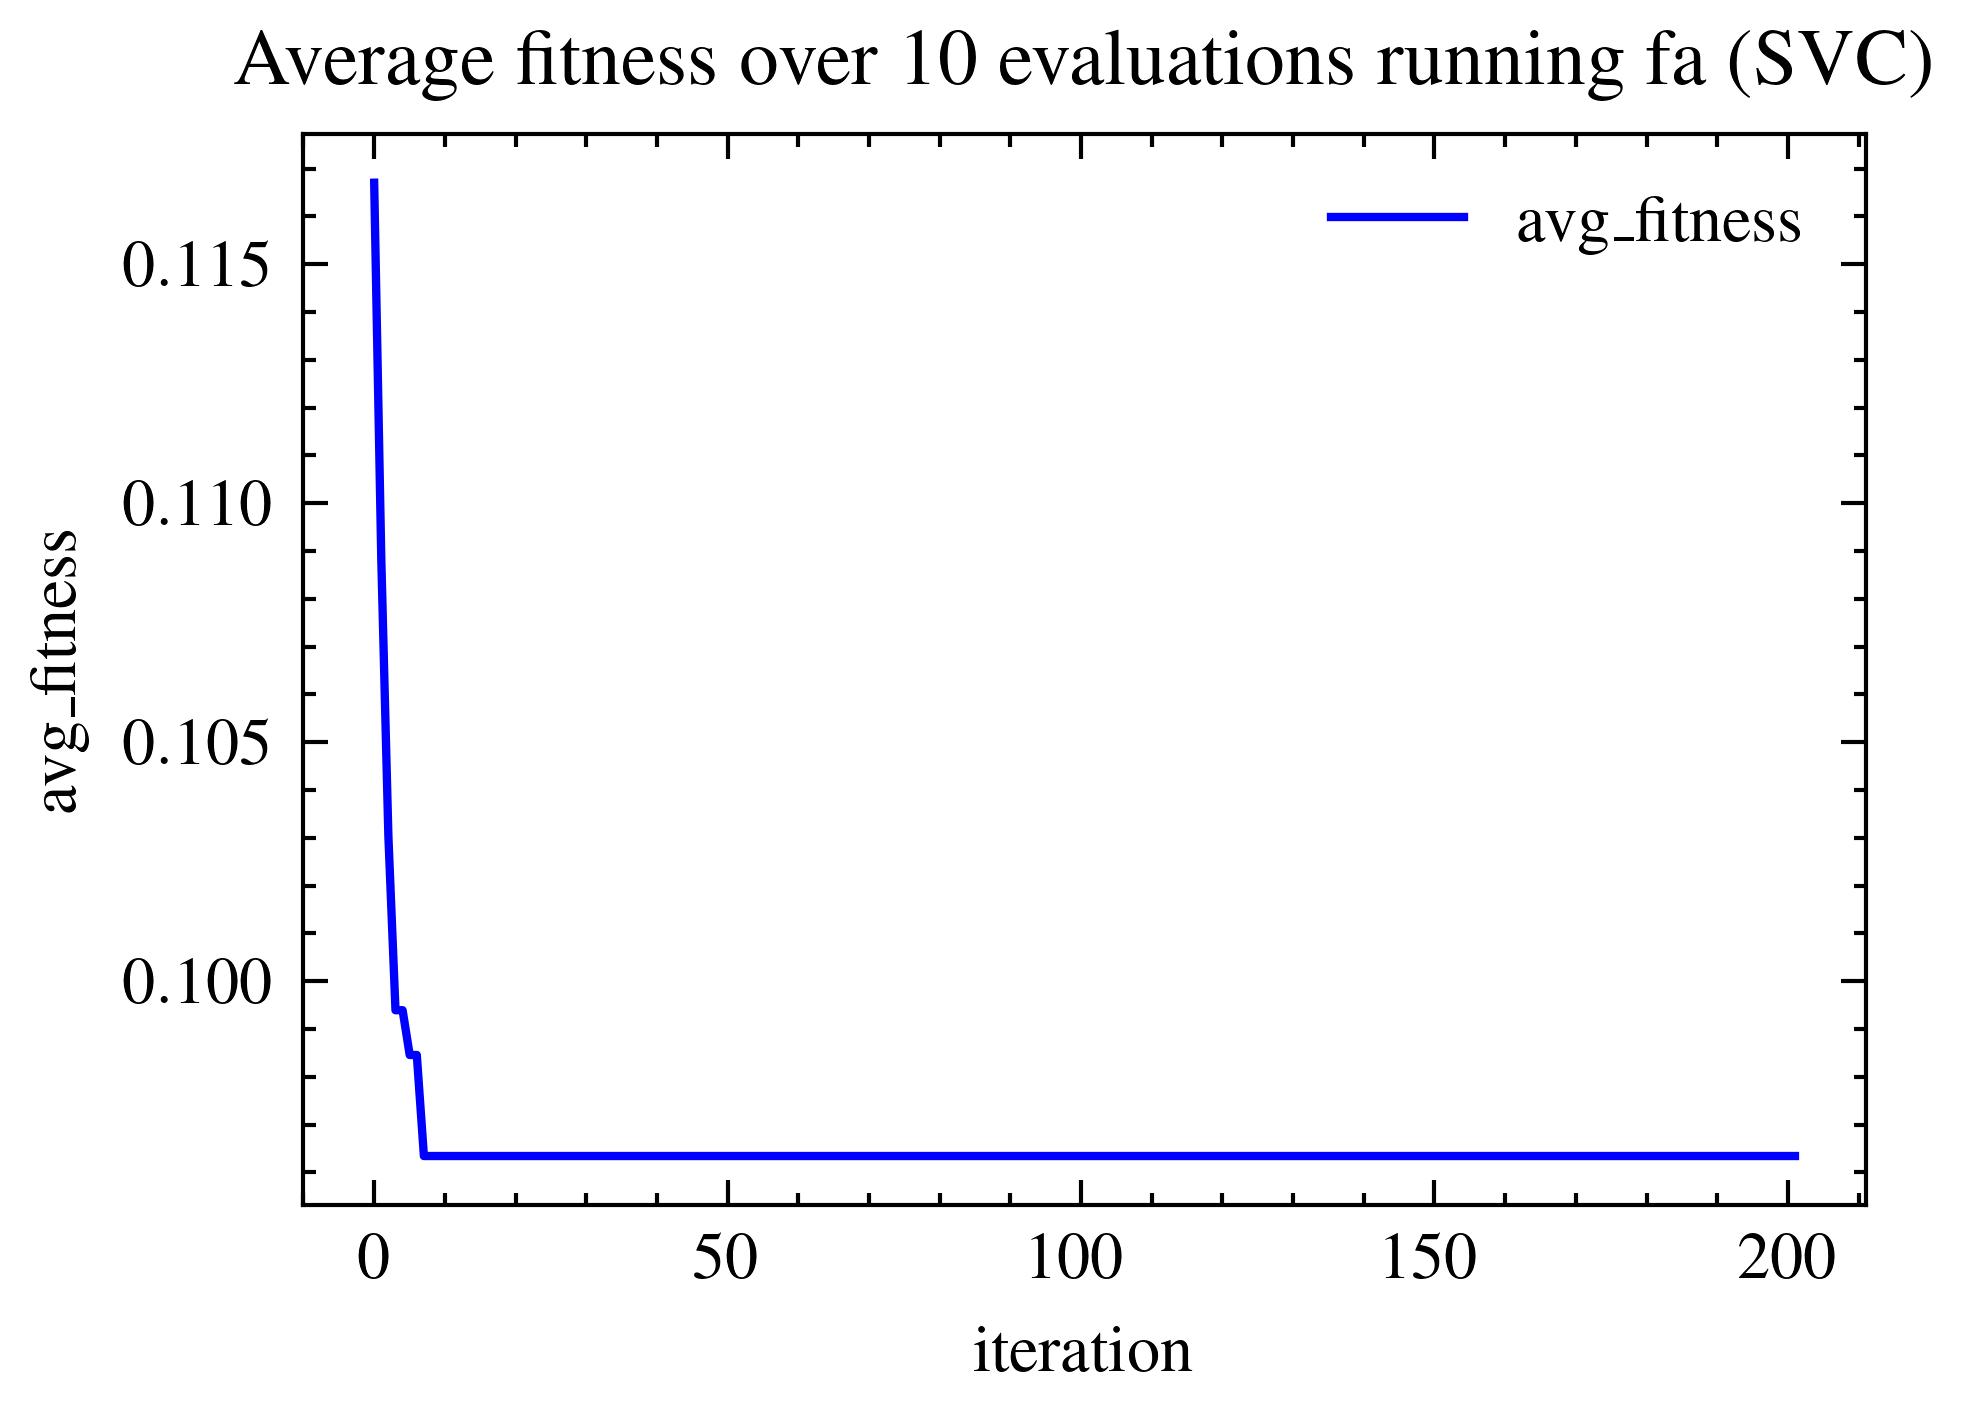 Average fitness over 10 evaluations running fa (SVC)
avg_fitness
0.115
0.110
0.105
0.100
avg_fitness
0 50 100 150 200
iteration